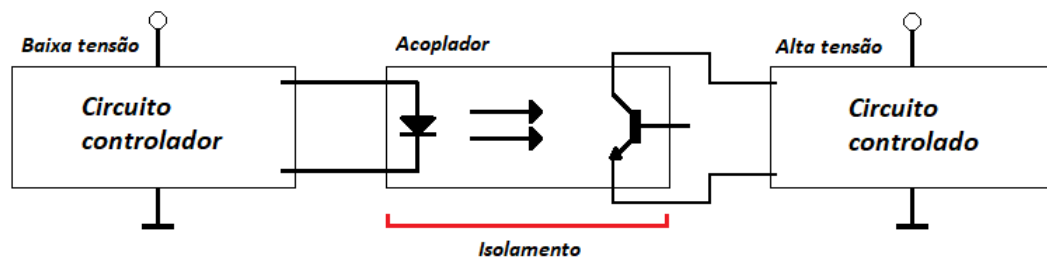 Baixa tensão
Acoplador
Alta tensão
Circuito
controlador
Circuito
controlado
Isolamento